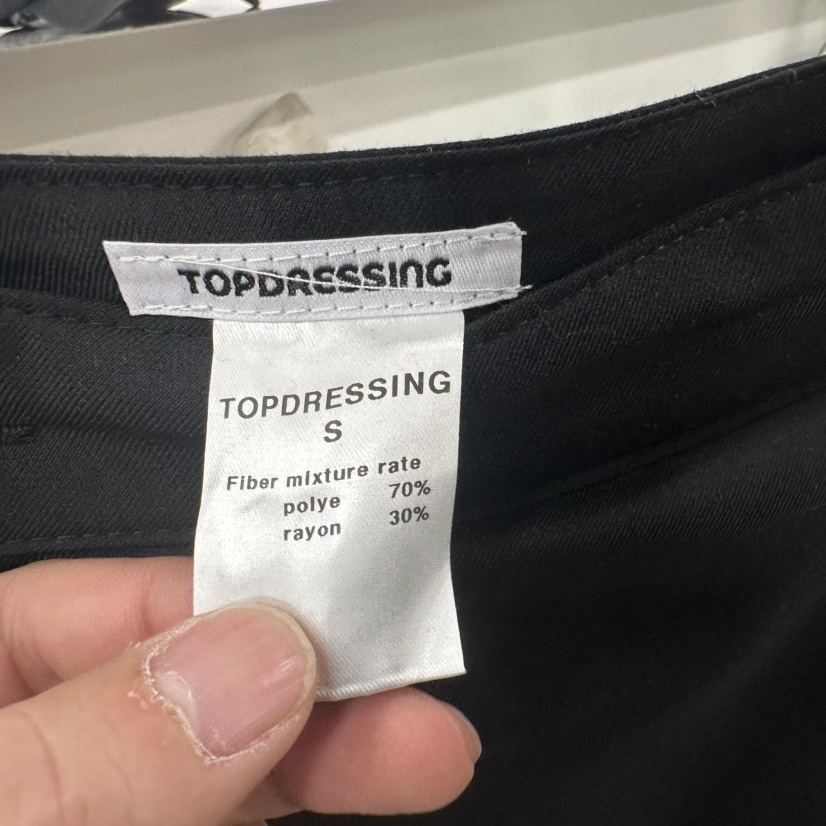 TOPDRESSING
TOPDRESSING
S
Fiber mixture rate
polye 70%
rayon 30%